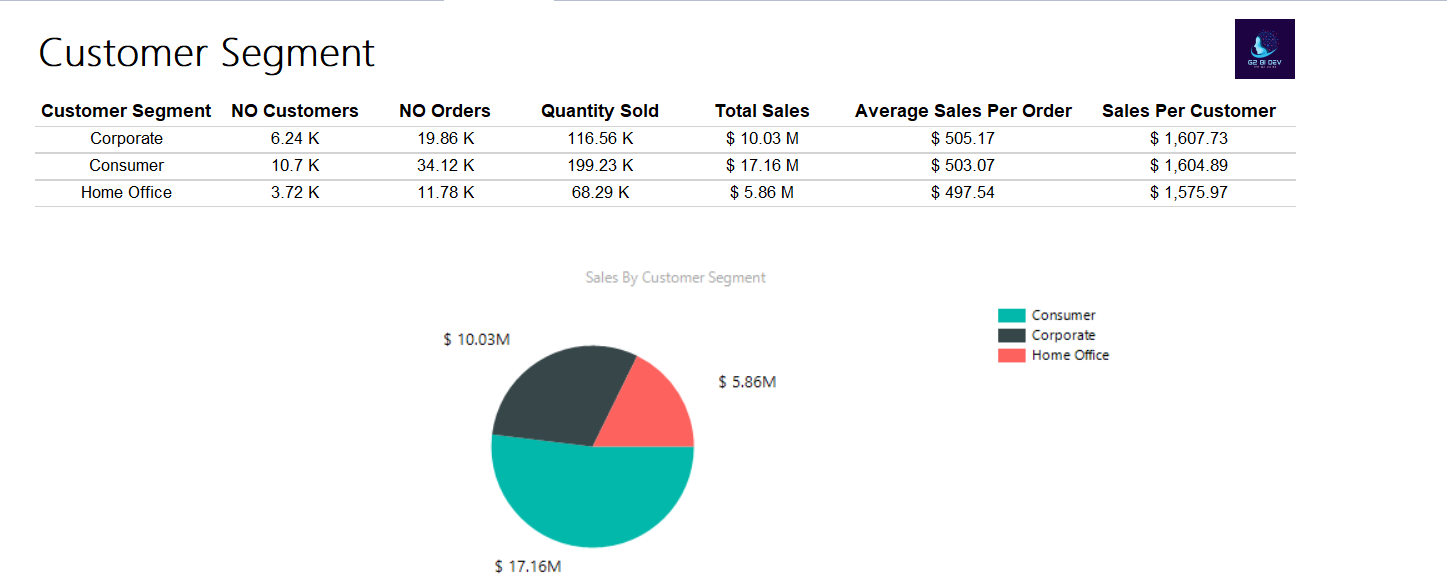 Customer Segment
G2 BI DEV
Customer Segment NO Customers NO Orders Quantity Sold Total Sales Average Sales Per Order Sales Per Customer
Corporate 6.24 K 19.86 K 116.56 K $ 10.03 M $ 505.17 $ 1,607.73
Consumer 10.7 K 34.12 K 199.23 K $ 17.16 M $ 503.07 $ 1,604.89
Home Office 3.72 K 11.78 K 68.29 K $ 5.86 M $ 497.54 $ 1,575.97
Sales By Customer Segment
Consumer
Corporate
Home Office
$ 10.03M
$ 5.86M
$ 17.16M